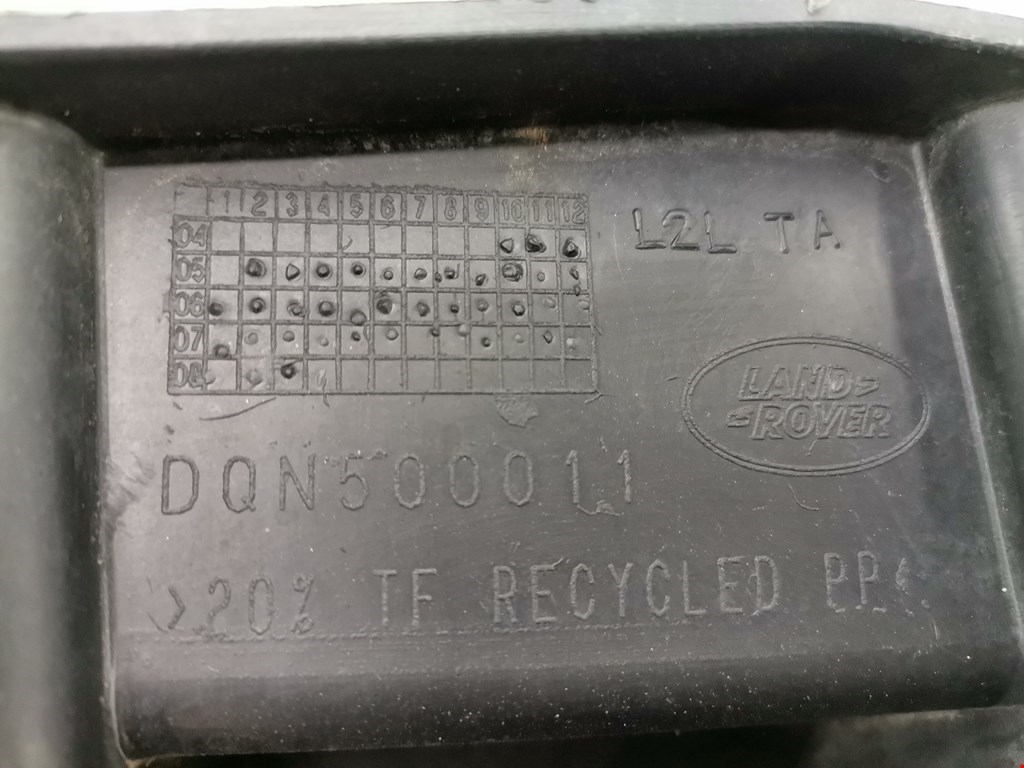 1 2 3 4 5 6 7 8 9 10 11 12
04
05
06
07
08
L2L TA
LAND
ROVER
DQN500011
>20% TF RECYCLED PP<